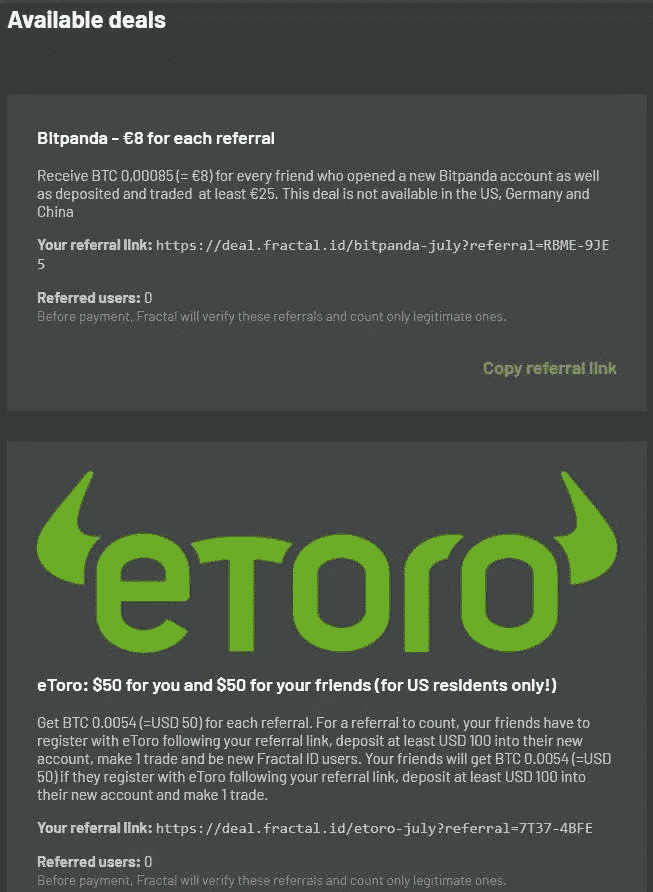 Available deals
Bitpanda - €8 for each referral
Receive BTC 0,00085 (= €8) for every friend who opened a new Bitpanda account as well
as deposited and traded at least €25. This deal is not available in the US, Germany and
China
Your referral link: https://deal.fractal.id/bitpanda-july?referral=RBME-9JE
5
Referred users: 0
Before payment, Fractal will verify these referrals and count only legitimate ones.
Copy referral link
eToro
eToro: $50 for you and $50 for your friends (for US residents only!)
Get BTC 0.0054 (=USD 50) for each referral. For a referral to count, your friends have to
register with eToro following your referral link, deposit at least USD 100 into their new
account, make 1 trade and be new Fractal ID users. Your friends will get BTC 0.0054 (=USD
50) if they register with eToro following your referral link, deposit at least USD 100 into
their new account and make 1 trade.
Your referral link: https://deal.fractal.id/etoro-july?referral=7T37-4BFE
Referred users: 0
Before payment, Fractal will verify these referrals and count only legitimate ones.